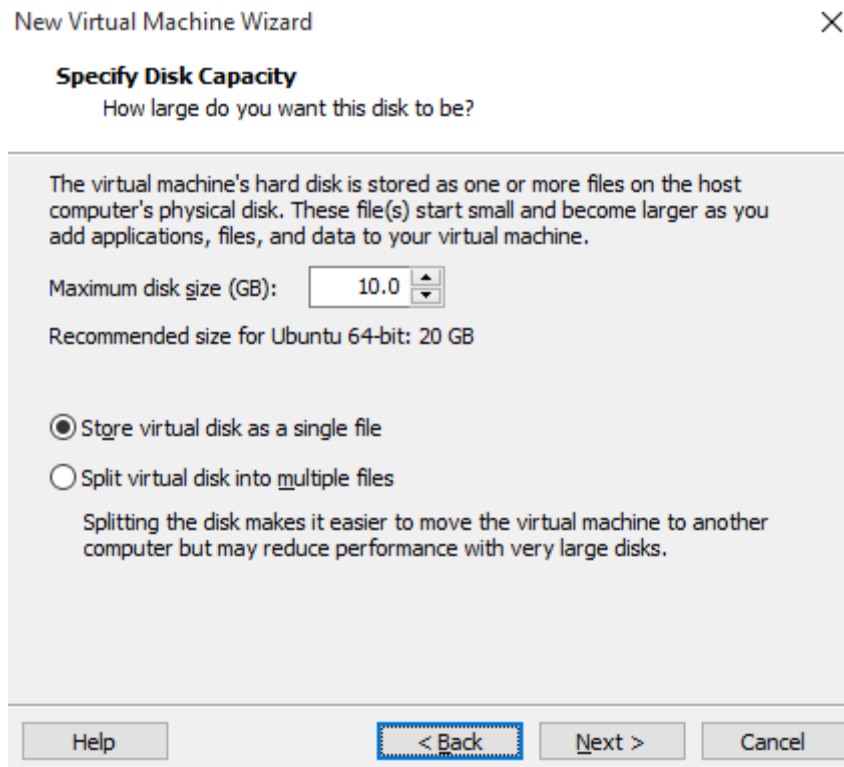 New Virtual Machine Wizard
Specify Disk Capacity
How large do you want this disk to be?
The virtual machine's hard disk is stored as one or more files on the host
computer's physical disk. These file(s) start small and become larger as you
add applications, files, and data to your virtual machine.
Maximum disk size (GB): 10.0
Recommended size for Ubuntu 64-bit: 20 GB
Store virtual disk as a single file
Split virtual disk into multiple files
Splitting the disk makes it easier to move the virtual machine to another
computer but may reduce performance with very large disks.
Help < Back Next > Cancel